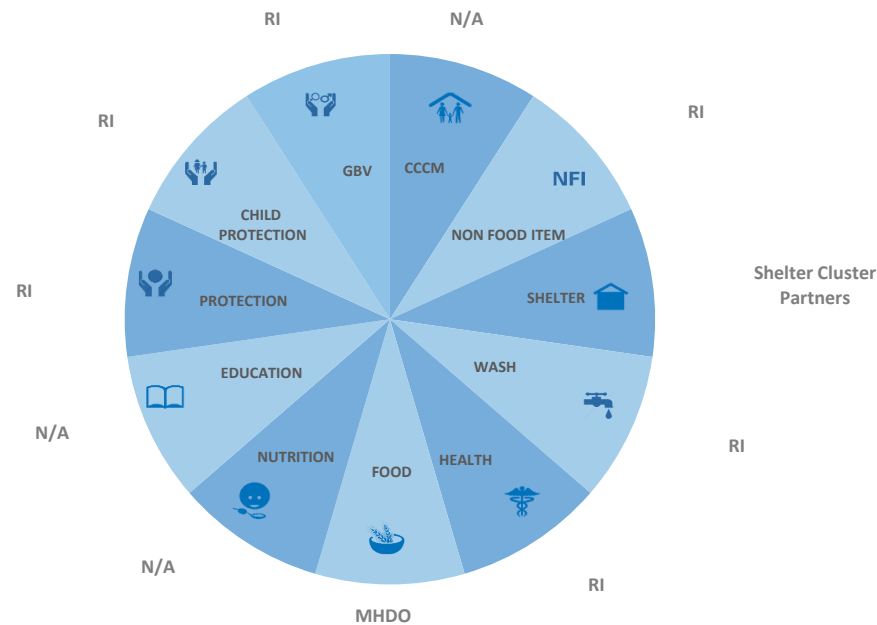 RI
N/A
RI
RI
GBV
CCCM
NFI
CHILD
PROTECTION
NON FOOD ITEM
RI
PROTECTION
SHELTER
Shelter Cluster
Partners
EDUCATION
WASH
N/A
RI
NUTRITION
FOOD
HEALTH
N/A
RI
MHDO